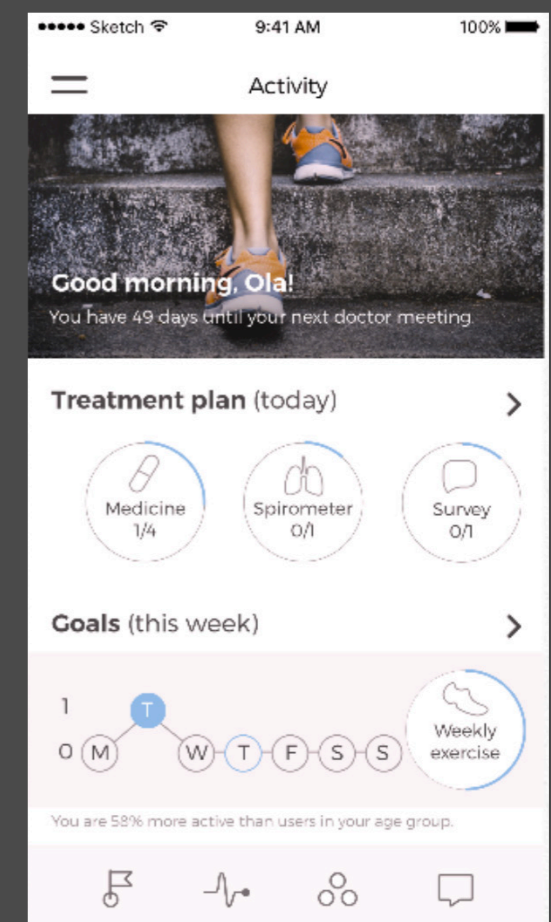 Sketch 9:41 AM 100%
Activity
Good morning, Ola!
You have 49 days until your next doctor meeting.
Treatment plan (today)
Medicine
1/4
Spirometer
0/1
Survey
0/1
Goals (this week)
1
0
M T W T F S S
Weekly
exercise
You are 58% more active than users in your age group.